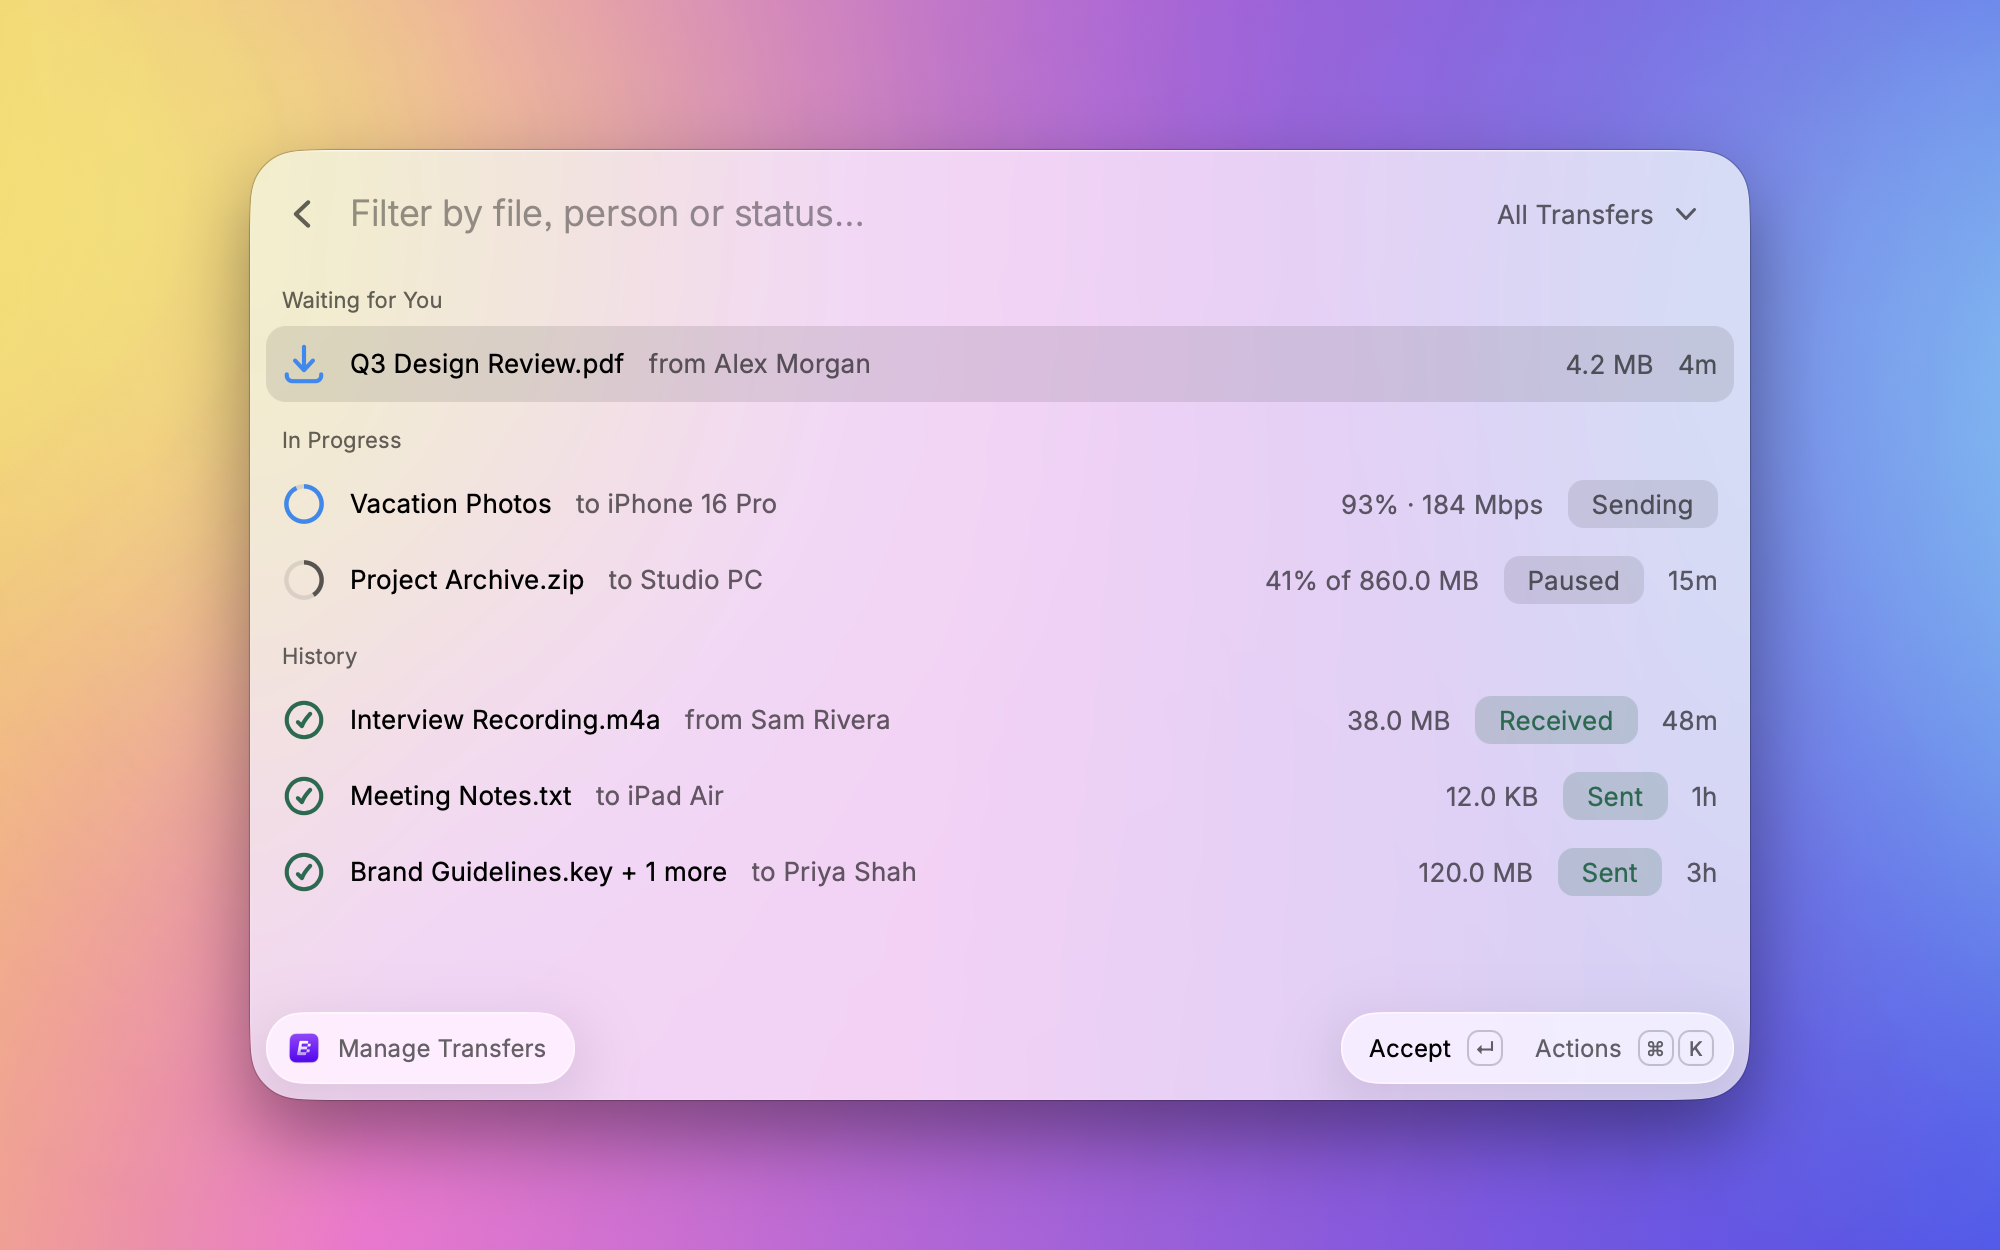 Filter by file, person or status...
All Transfers
Waiting for You
Q3 Design Review.pdf from Alex Morgan 4.2 MB 4m
In Progress
Vacation Photos to iPhone 16 Pro 93% · 184 Mbps Sending
Project Archive.zip to Studio PC 41% of 860.0 MB Paused 15m
History
Interview Recording.m4a from Sam Rivera 38.0 MB Received 48m
Meeting Notes.txt to iPad Air 12.0 KB Sent 1h
Brand Guidelines.key + 1 more to Priya Shah 120.0 MB Sent 3h
B Manage Transfers
Accept ↵ Actions ⌘ K